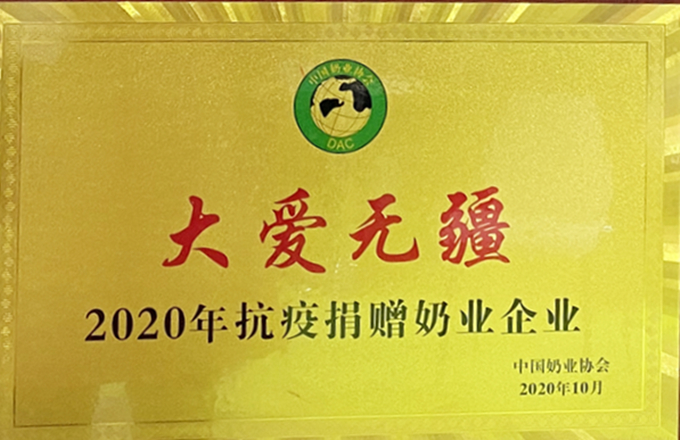 中国奶业协会
DAC
大爱无疆
2020年抗疫捐赠奶业企业
中国奶业协会
2020年10月